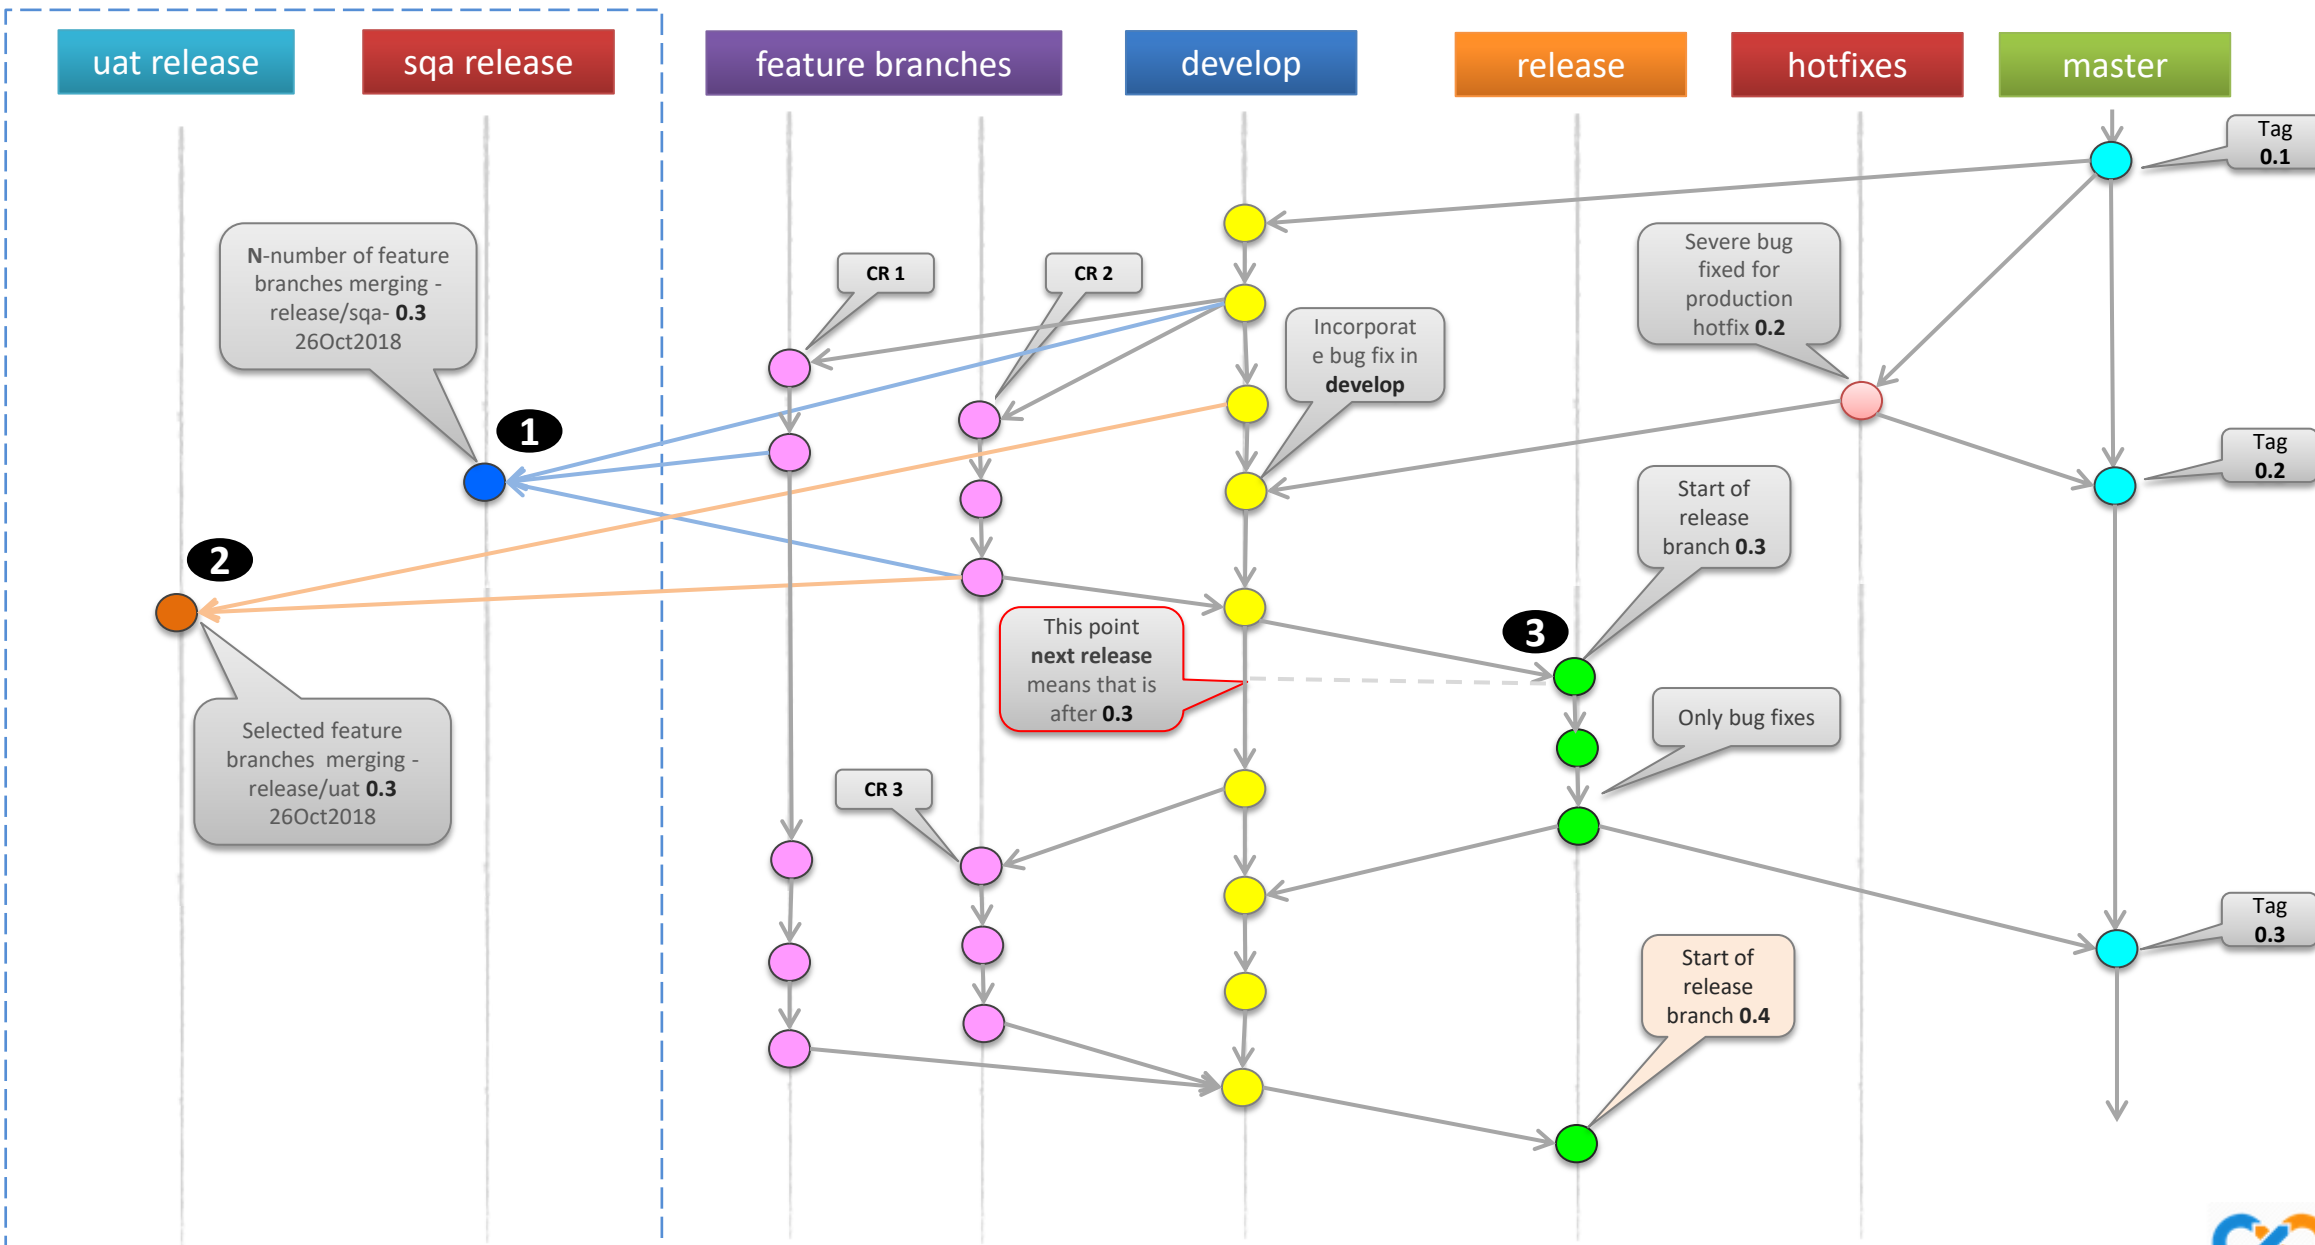 uat release
sqa release
feature branches
develop
release
hotfixes
master
Tag
0.1
N-number of feature
branches merging -
release/sqa- 0.3
26Oct2018
CR 1
CR 2
Severe bug
fixed for
production
hotfix 0.2
Incorporat
e bug fix in
develop
1
Tag
0.2
Start of
release
branch 0.3
2
3
This point
next release
means that is
after 0.3
Only bug fixes
Selected feature
branches merging -
release/uat 0.3
26Oct2018
CR 3
Tag
0.3
Start of
release
branch 0.4